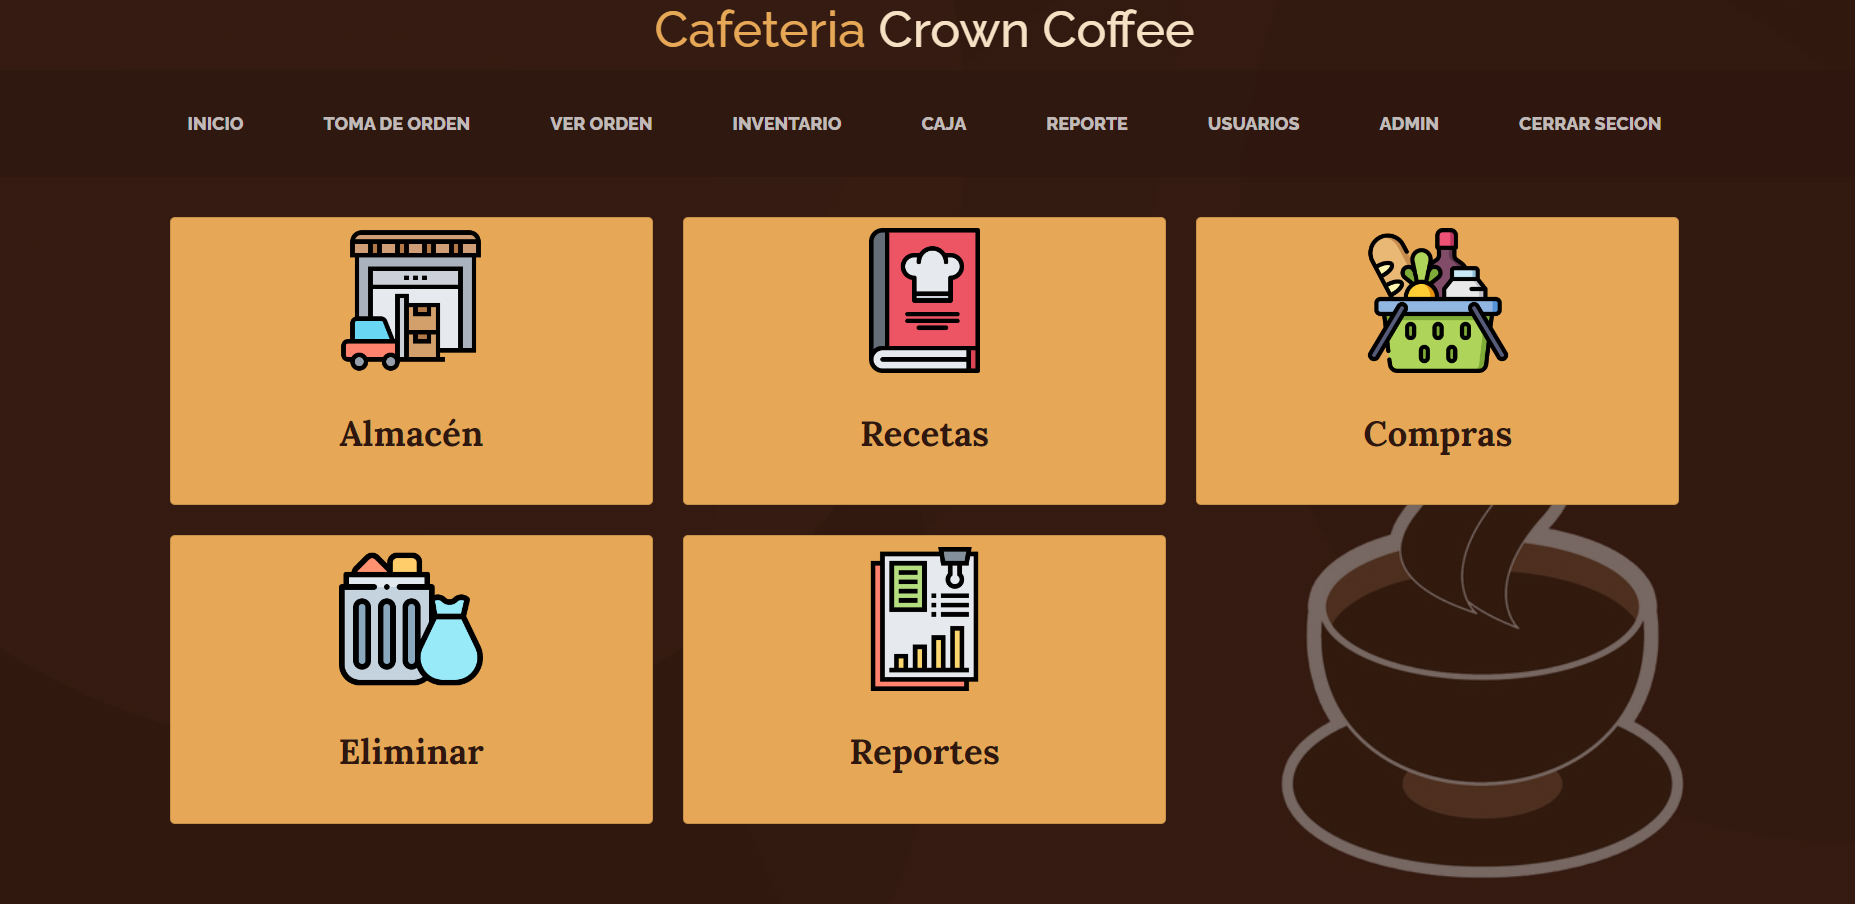 Cafeteria Crown Coffee
INICIO TOMA DE ORDEN VER ORDEN INVENTARIO CAJA REPORTE USUARIOS ADMIN CERRAR SECION
Almacén Recetas Compras
Eliminar Reportes